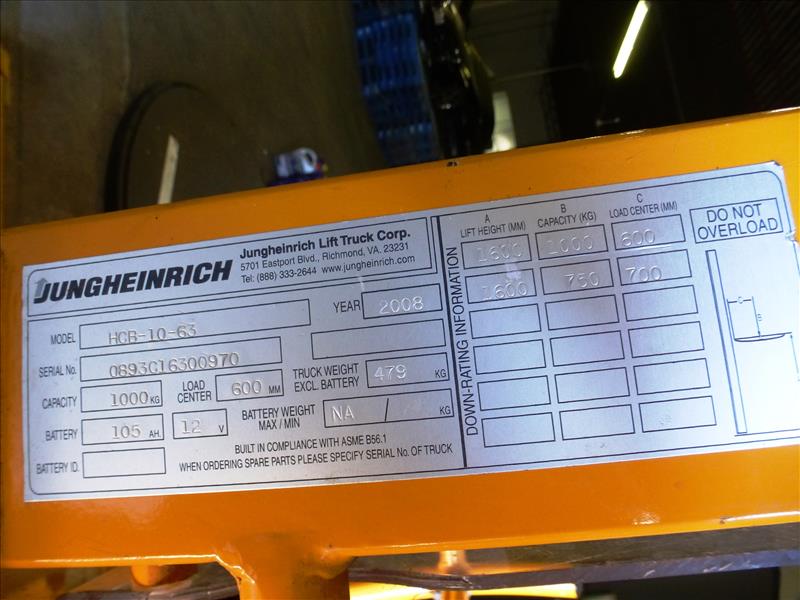 JUNGHEINRICH
Jungheinrich Lift Truck Corp.
5701 Eastport Blvd., Richmond, VA. 23231
Tel: (888) 333-2644 www.jungheinrich.com
MODEL HCB-10-63 YEAR 2008
SERIAL No. 0893G16300970
CAPACITY 1000 KG LOAD CENTER 600 MM TRUCK WEIGHT EXCL. BATTERY 479 KG
BATTERY 105 AH. 12 V BATTERY WEIGHT MAX / MIN NA / KG
BATTERY ID.
BUILT IN COMPLIANCE WITH ASME B56.1
WHEN ORDERING SPARE PARTS PLEASE SPECIFY SERIAL No. OF TRUCK
DOWN-RATING INFORMATION
A B C
LIFT HEIGHT (MM) CAPACITY (KG) LOAD CENTER (MM)
1600 1000 600
1600 750 700
DO NOT
OVERLOAD
C
B